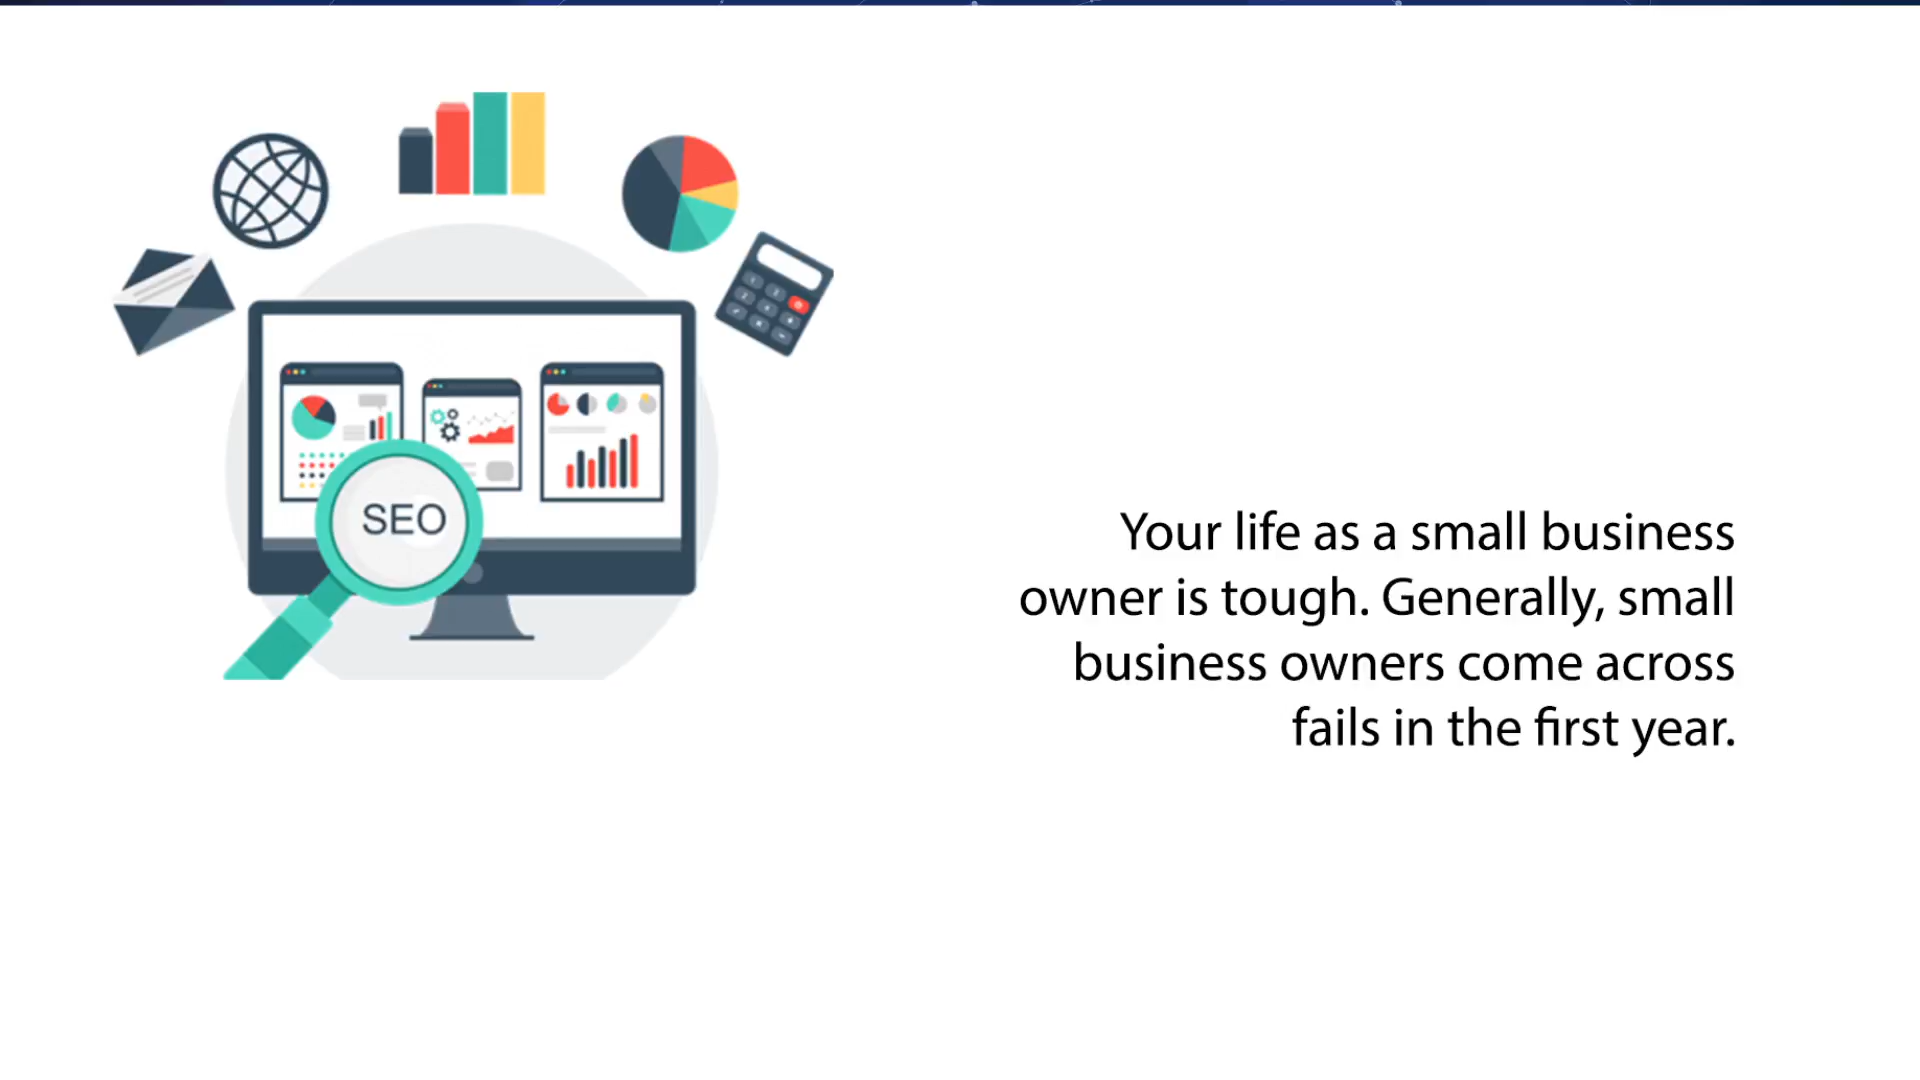 SEO
Your life as a small business
owner is tough. Generally, small
business owners come across
fails in the first year.